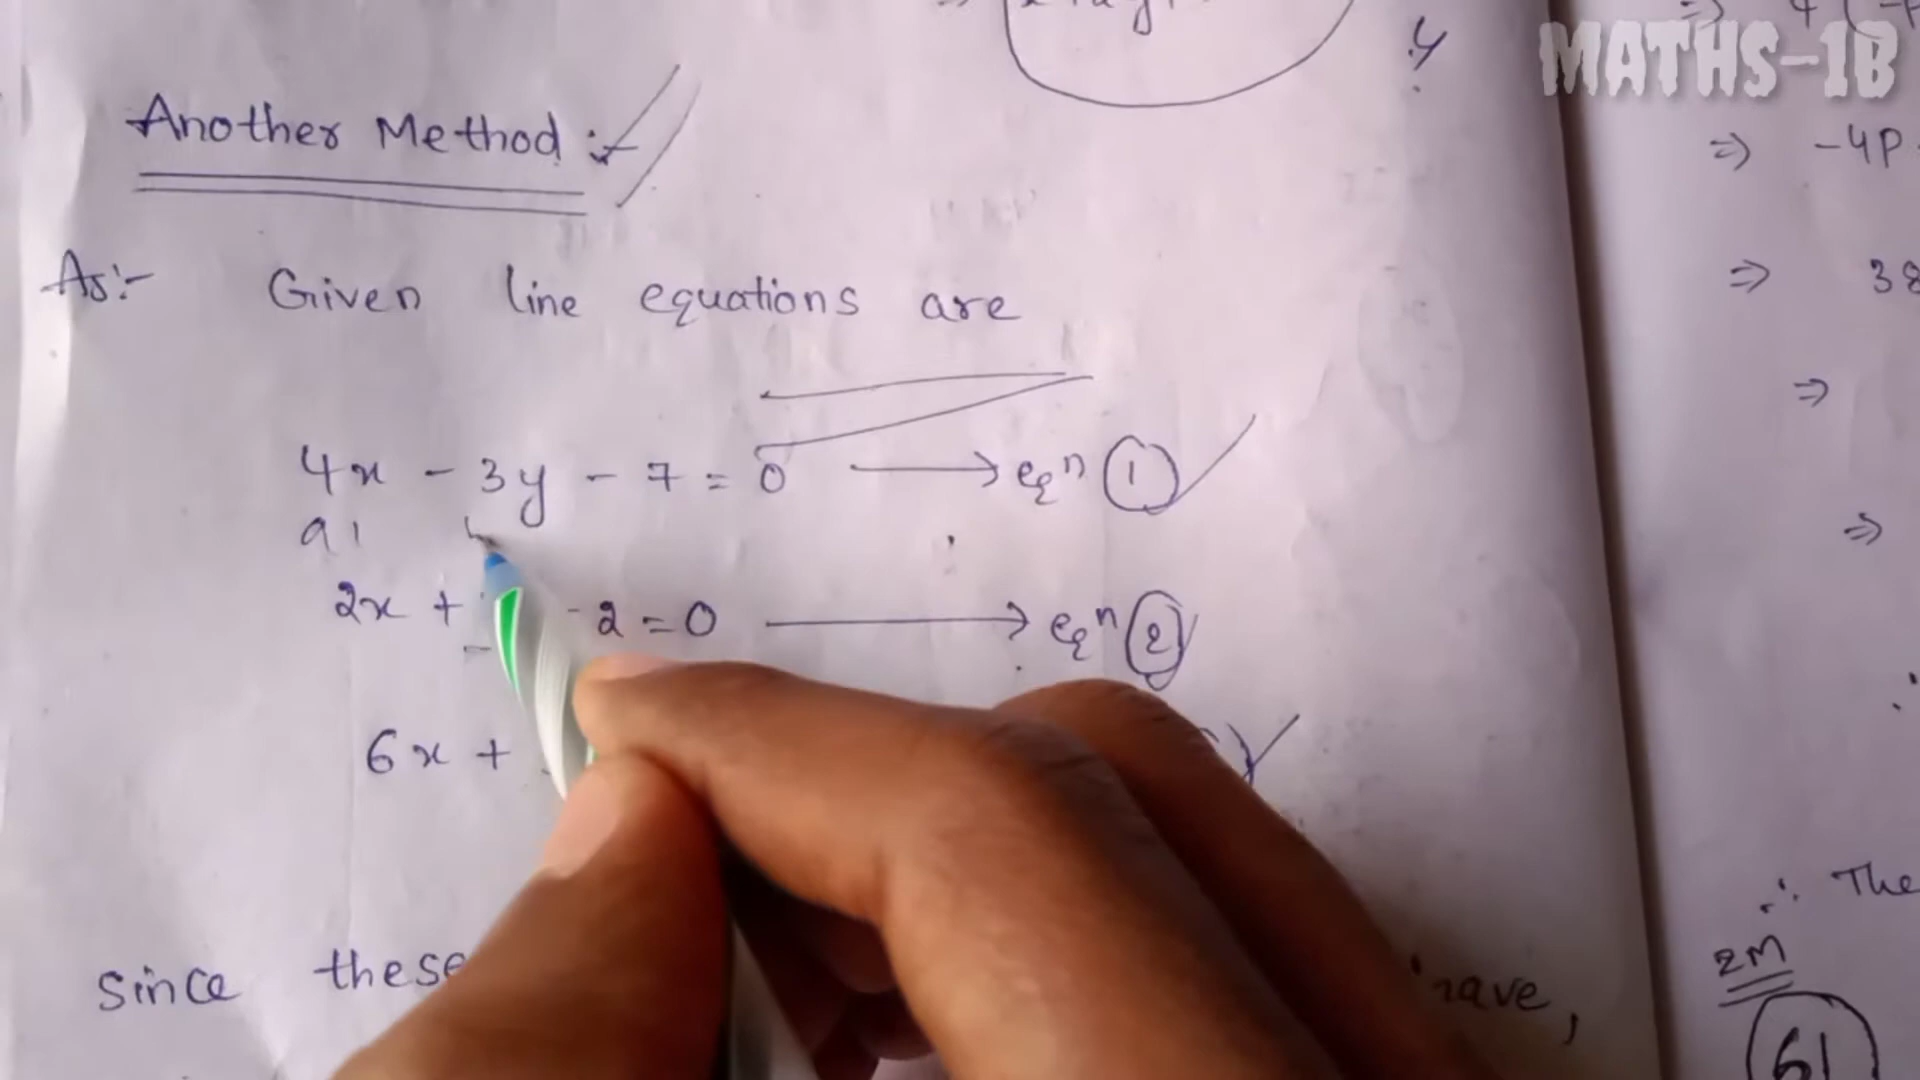 MATHS-1B
Another Method :-
As:- Given line equations are
4x - 3y - 7 = 0 → eqn (1)
a1
2x + - 2 = 0 → eqn (2)
6x +
since these have,
⇒ -4P
⇒ 38
⇒
⇒
∴ The
2M
61